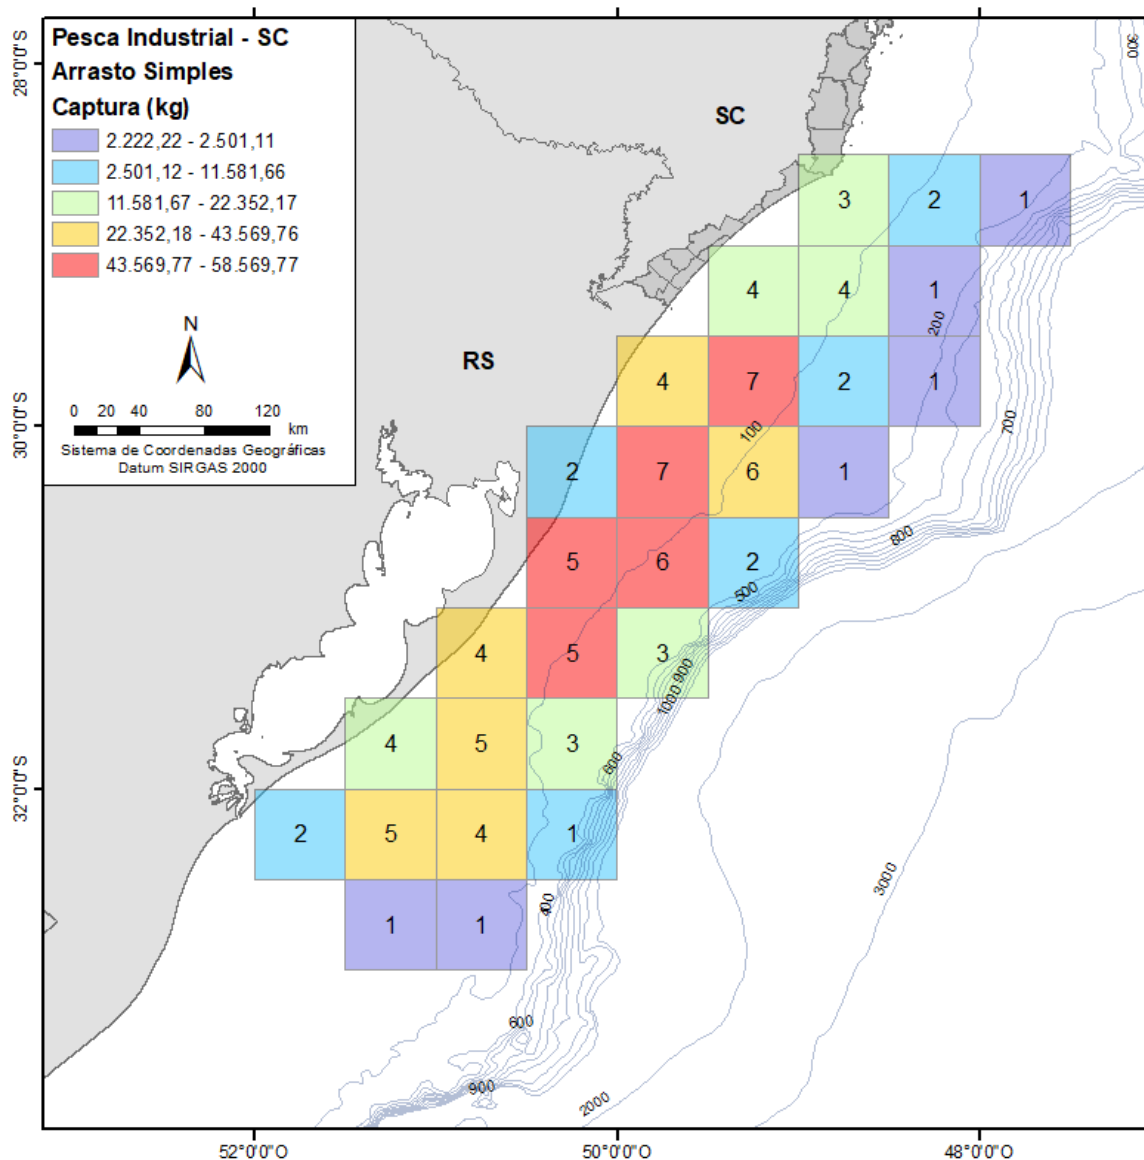 Pesca Industrial - SC
Arrasto Simples
Captura (kg)
2.222,22 - 2.501,11
2.501,12 - 11.581,66
11.581,67 - 22.352,17
22.352,18 - 43.569,76
43.569,77 - 58.569,77
N
0 20 40 80 120 km
Sistema de Coordenadas Geográficas
Datum SIRGAS 2000
28°0'0"S
30°0'0"S
32°0'0"S
SC
RS
300
3 2 1
4 4 1
200
4 7 2 1
100
700
2 7 6 1
800
5 6 2
500
4 5 3
900
1000
4 5 3
600
2 5 4 1
3000
400
1 1
600
900
2000
52°0'0"O 50°0'0"O 48°0'0"O